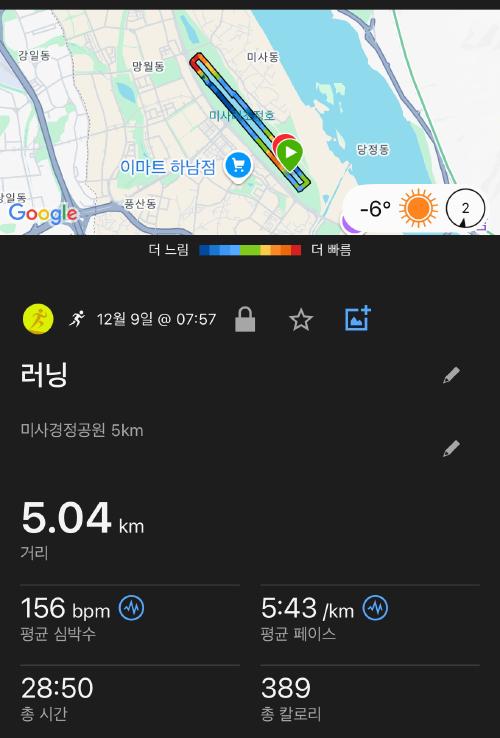 강일동
망월동
미사동
미사경정호
이마트 하남점
당정동
풍산동
Google
-6°
2
더 느림
더 빠름
12월 9일 @ 07:57
러닝
미사경정공원 5km
5.04 km
거리
156 bpm
5:43 /km
평균 심박수
평균 페이스
28:50
389
총 시간
총 칼로리